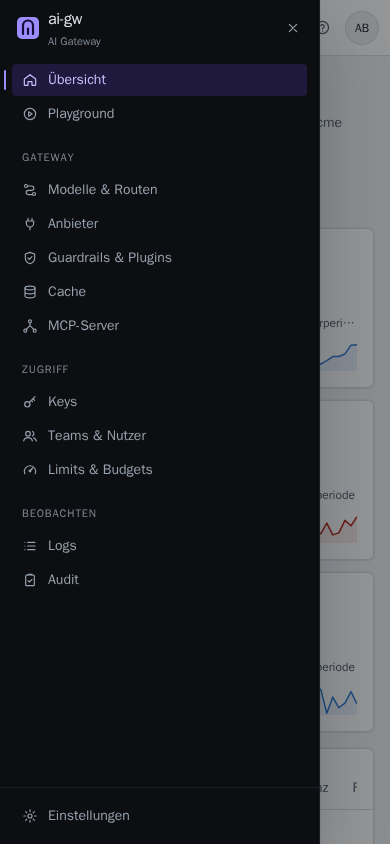 ai-gw
AI Gateway
AB
Übersicht
Playground
GATEWAY
Modelle & Routen
Anbieter
Guardrails & Plugins
Cache
MCP-Server
ZUGRIFF
Keys
Teams & Nutzer
Limits & Budgets
BEOBACHTEN
Logs
Audit
Einstellungen